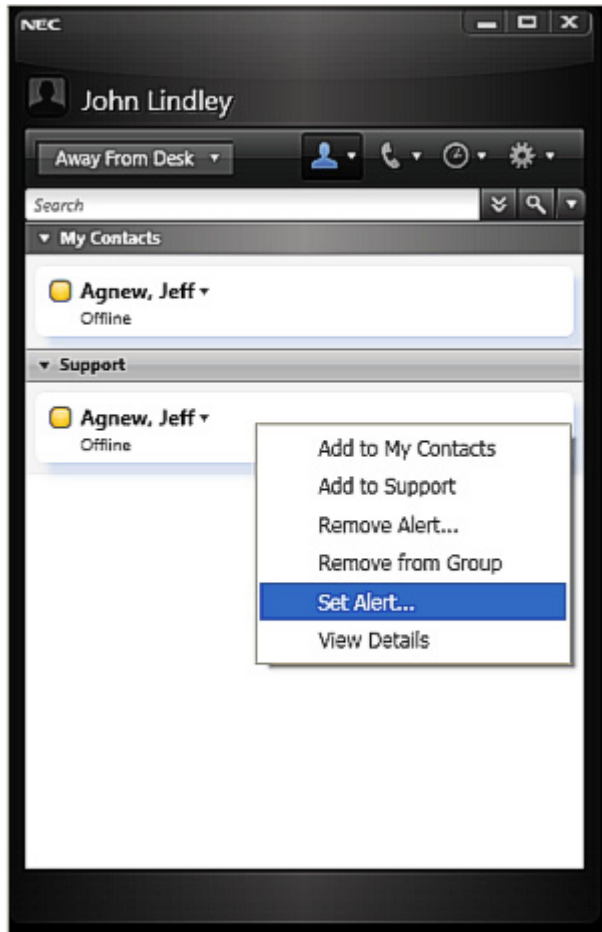 NEC
John Lindley
Away From Desk
Search
My Contacts
Agnew, Jeff
Offline
Support
Agnew, Jeff
Offline
Add to My Contacts
Add to Support
Remove Alert...
Remove from Group
Set Alert...
View Details